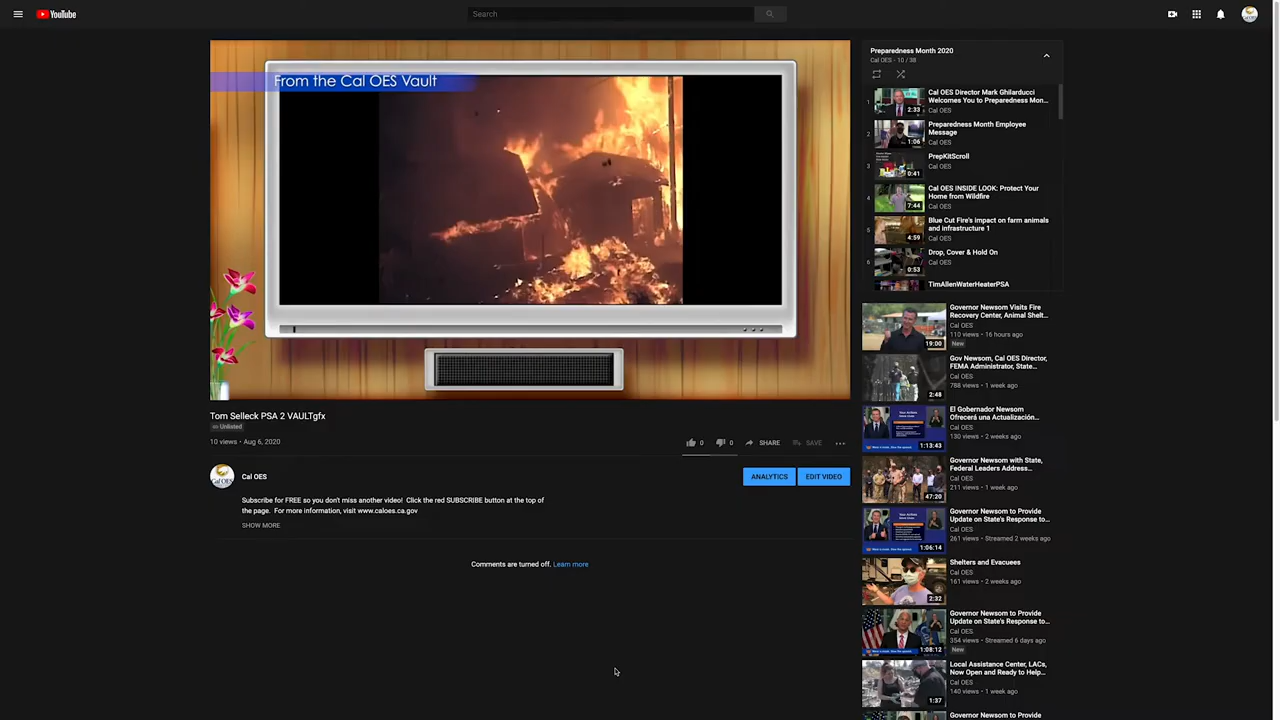 YouTube
Search
From the Cal OES Vault
Tom Selleck PSA 2 VAULTgfx
Unlisted
10 views • Aug 6, 2020
0
0
SHARE
SAVE
Cal OES
ANALYTICS
EDIT VIDEO
Subscribe for FREE so you don't miss another video! Click the red SUBSCRIBE button at the top of
the page. For more information, visit www.caloes.ca.gov
SHOW MORE
Comments are turned off. Learn more
Preparedness Month 2020
Cal OES - 10 / 38
1
2:33
Cal OES Director Mark Ghilarducci
Welcomes You to Preparedness Mon...
Cal OES
2
1:06
Preparedness Month Employee
Message
Cal OES
3
0:41
PrepKitScroll
Cal OES
4
7:44
Cal OES INSIDE LOOK: Protect Your
Home from Wildfire
Cal OES
5
4:59
Blue Cut Fire's impact on farm animals
and infrastructure 1
Cal OES
6
0:53
Drop, Cover & Hold On
Cal OES
TimAllenWaterHeaterPSA
19:00
Governor Newsom Visits Fire
Recovery Center, Animal Shelt...
Cal OES
110 views • 16 hours ago
New
2:48
Gov Newsom, Cal OES Director,
FEMA Administrator, State...
Cal OES
788 views • 1 week ago
1:13:43
El Gobernador Newsom
Ofrecerá una Actualización...
Cal OES
130 views • 2 weeks ago
47:20
Governor Newsom with State,
Federal Leaders Address...
Cal OES
211 views • 1 week ago
1:06:14
Governor Newsom to Provide
Update on State's Response to...
Cal OES
261 views • Streamed 2 weeks ago
2:32
Shelters and Evacuees
Cal OES
161 views • 2 weeks ago
1:08:12
Governor Newsom to Provide
Update on State's Response to...
Cal OES
354 views • Streamed 6 days ago
New
1:37
Local Assistance Center, LACs,
Now Open and Ready to Help...
Cal OES
140 views • 1 week ago
Governor Newsom to Provide